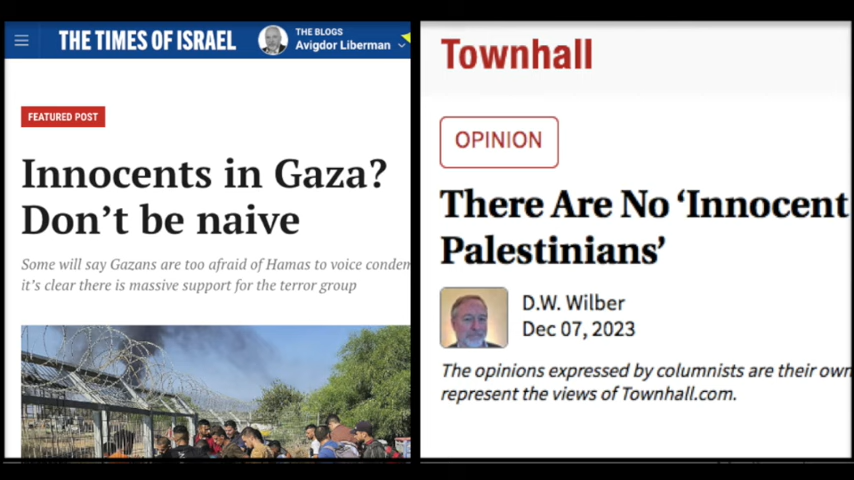 THE TIMES OF ISRAEL
THE BLOGS
Avigdor Liberman
FEATURED POST
Innocents in Gaza?
Don't be naive
Some will say Gazans are too afraid of Hamas to voice
it's clear there is massive support for the terror group
Townhall
OPINION
There Are No 'Innocent
Palestinians'
D.W. Wilber
Dec 07, 2023
The opinions expressed by columnists are their own
represent the views of Townhall.com.